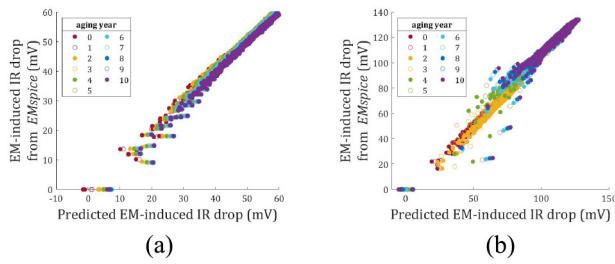 EM-induced IR drop
from EMspice (mV)
60
50
40
30
20
10
0
aging year
0 6
1 7
2 8
3 9
4 10
5
-10 0 10 20 30 40 50 60
Predicted EM-induced IR drop (mV)
(a)
EM-induced IR drop
from EMspice (mV)
140
120
100
80
60
40
20
0
aging year
0 6
1 7
2 8
3 9
4 10
5
0 50 100 150
Predicted EM-induced IR drop (mV)
(b)